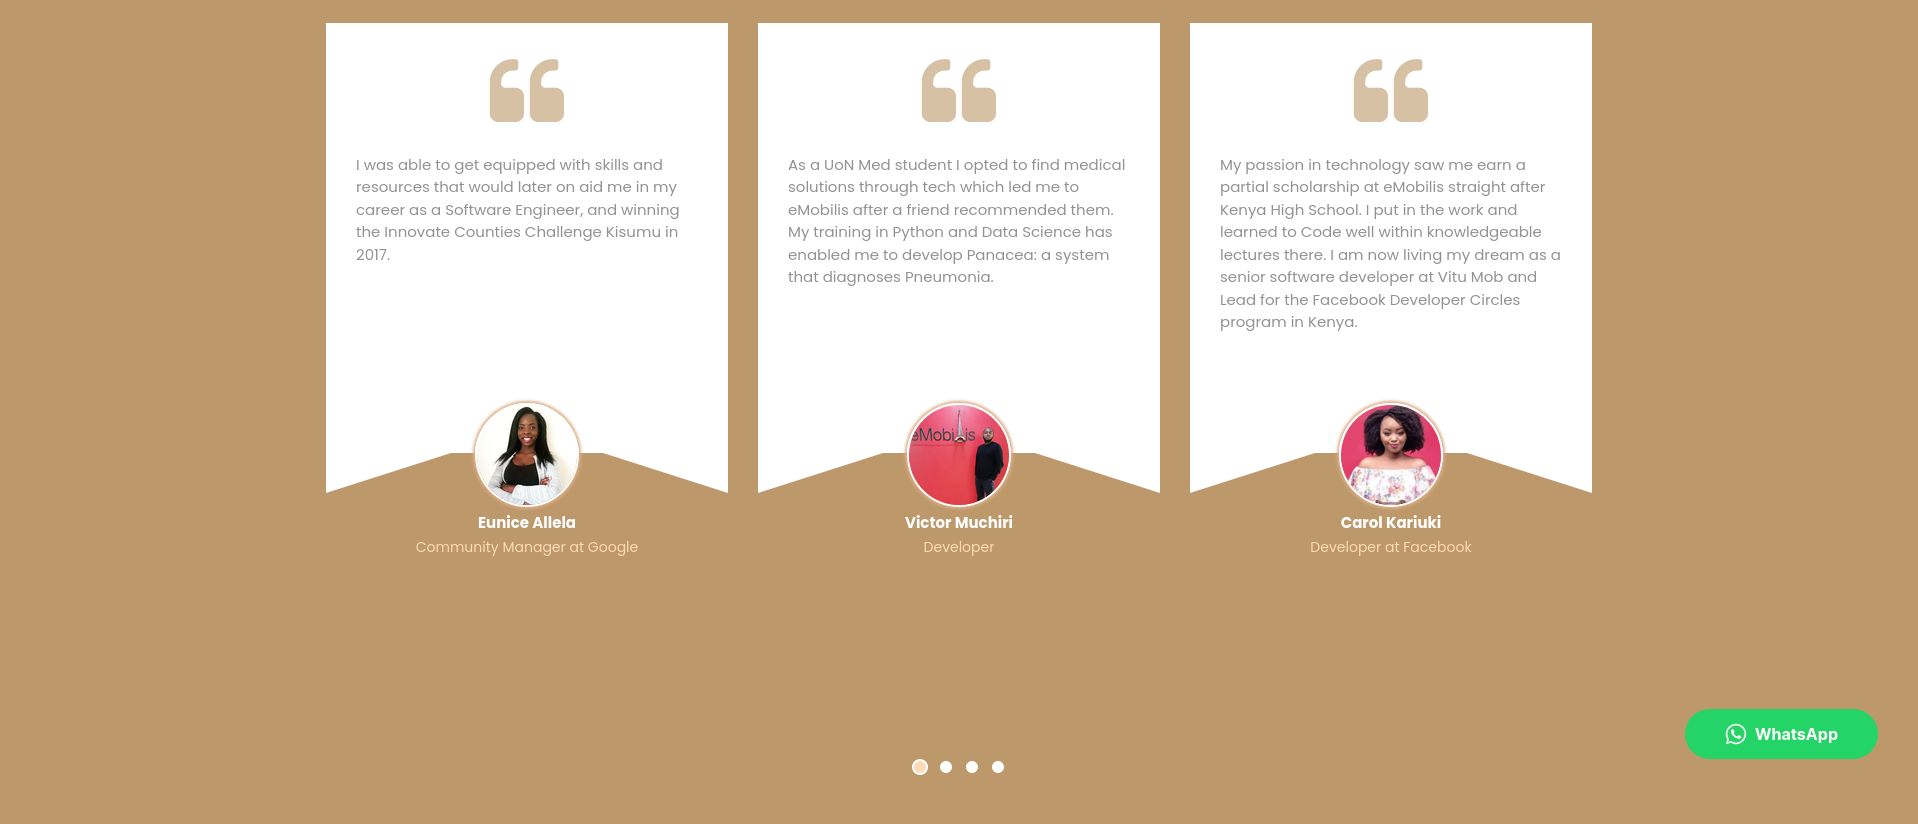 I was able to get equipped with skills and
resources that would later on aid me in my
career as a Software Engineer, and winning
the Innovate Counties Challenge Kisumu in
2017.
Eunice Allela
Community Manager at Google
As a UoN Med student I opted to find medical
solutions through tech which led me to
eMobilis after a friend recommended them.
My training in Python and Data Science has
enabled me to develop Panacea: a system
that diagnoses Pneumonia.
Victor Muchiri
Developer
My passion in technology saw me earn a
partial scholarship at eMobilis straight after
Kenya High School. I put in the work and
learned to Code well within knowledgeable
lectures there. I am now living my dream as a
senior software developer at Vitu Mob and
Lead for the Facebook Developer Circles
program in Kenya.
Carol Kariuki
Developer at Facebook
WhatsApp